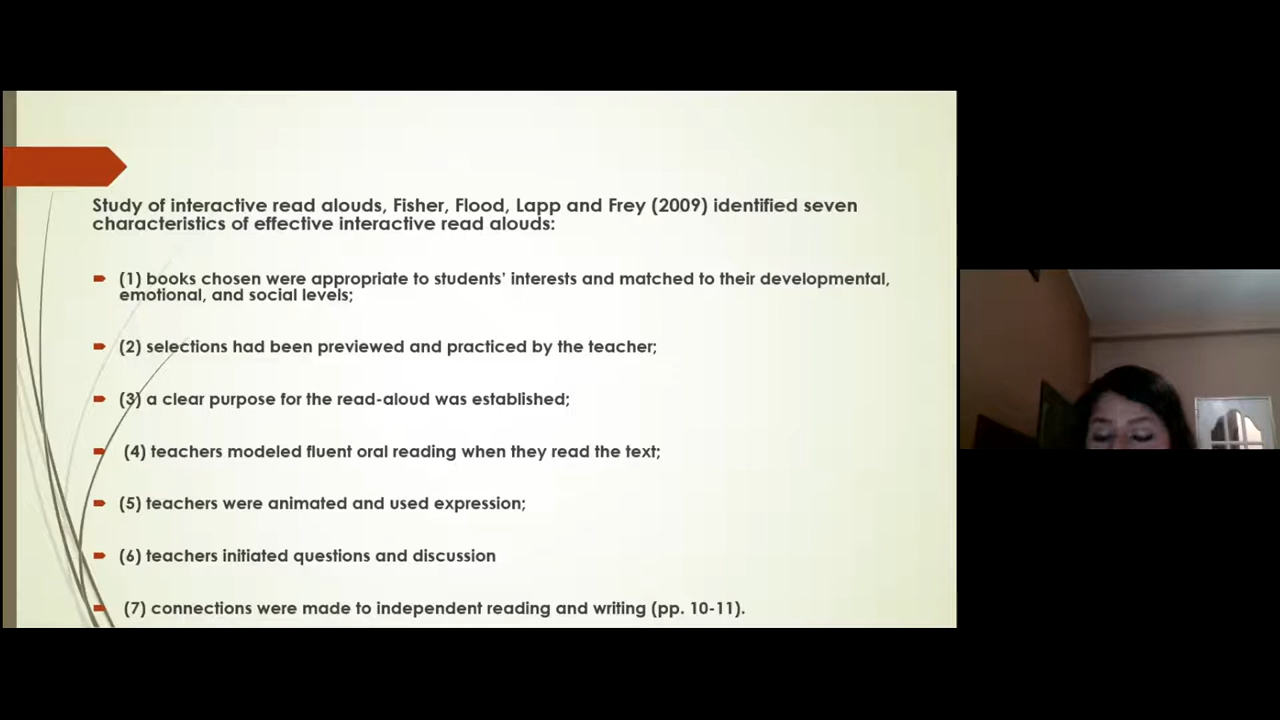 Study of interactive read alouds, Fisher, Flood, Lapp and Frey (2009) identified seven
characteristics of effective interactive read alouds:
(1) books chosen were appropriate to students’ interests and matched to their developmental,
emotional, and social levels;
(2) selections had been previewed and practiced by the teacher;
(3) a clear purpose for the read-aloud was established;
(4) teachers modeled fluent oral reading when they read the text;
(5) teachers were animated and used expression;
(6) teachers initiated questions and discussion
(7) connections were made to independent reading and writing (pp. 10-11).